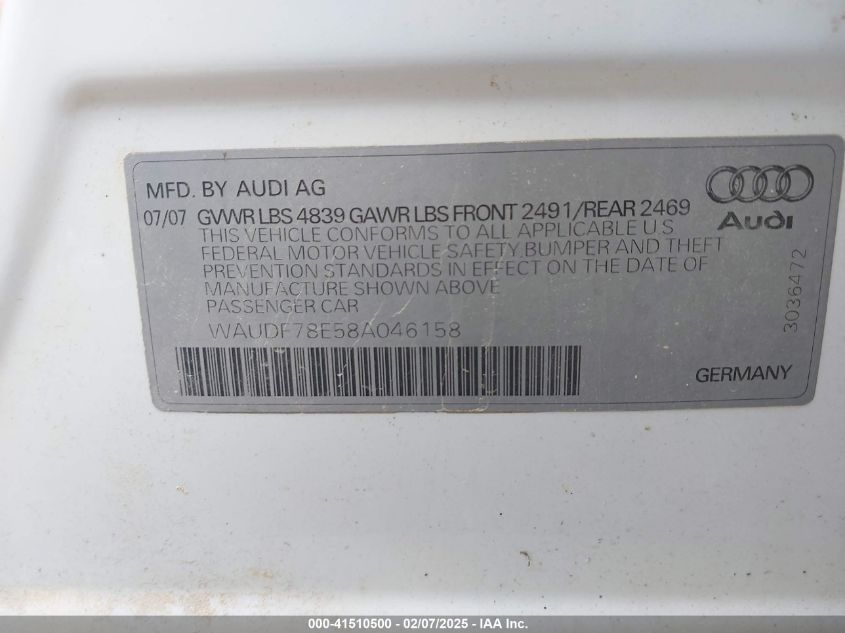 MFD. BY AUDI AG
07/07 GVWR LBS 4839 GAWR LBS FRONT 2491/REAR 2469
THIS VEHICLE CONFORMS TO ALL APPLICABLE U S
FEDERAL MOTOR VEHICLE SAFETY. BUMPER AND THEFT
PREVENTION STANDARDS IN EFFECT ON THE DATE OF
MANUFACTURE SHOWN ABOVE
PASSENGER CAR
WAUDF78E58A046158
Audi
3036472
GERMANY
000-41510500 - 02/07/2025 - IAA Inc.